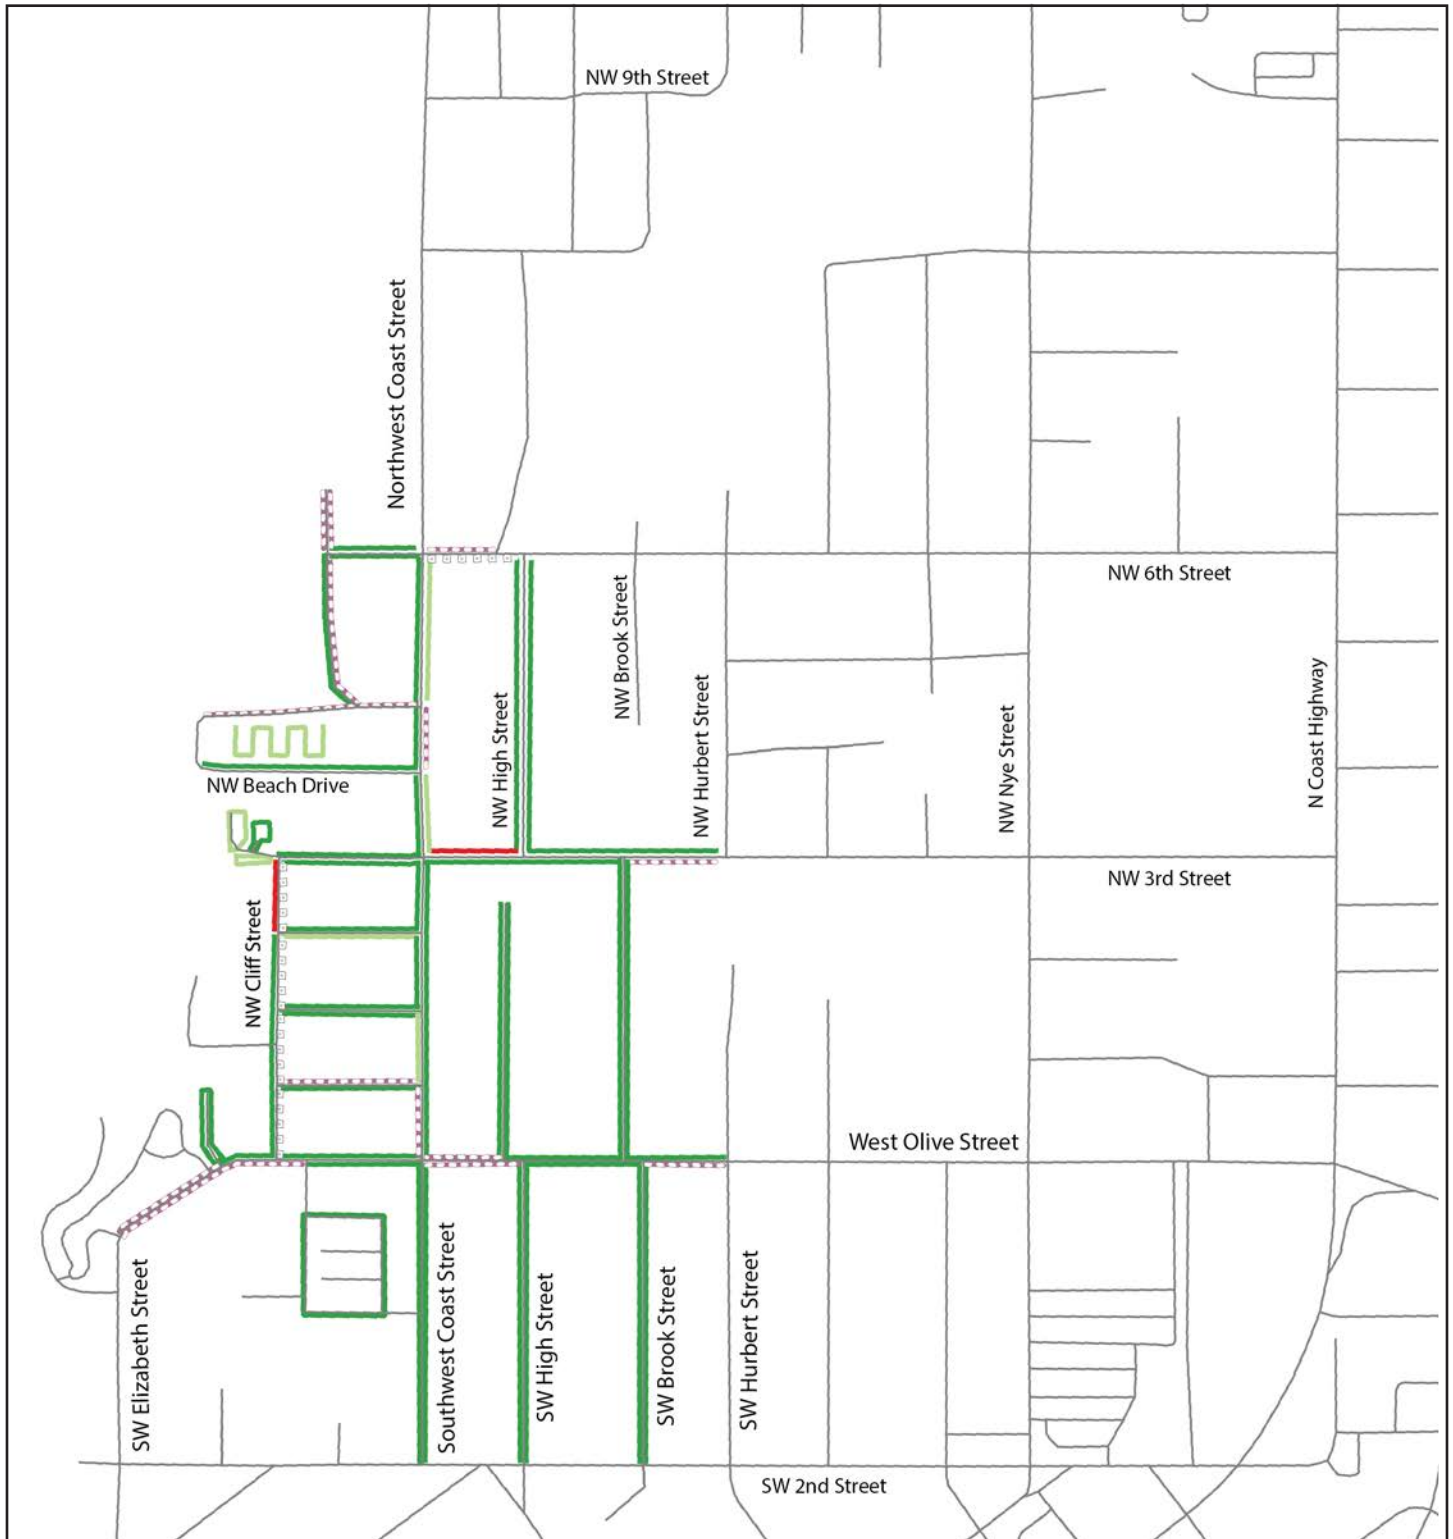 NW 9th Street
Northwest Coast Street
NW 6th Street
NW Brook Street
N Coast Highway
NW Hurbert Street
NW High Street
NW Nye Street
NW Beach Drive
NW 3rd Street
NW Cliff Street
West Olive Street
Southwest Coast Street
SW Hurbert Street
SW Elizabeth Street
SW High Street
SW Brook Street
SW 2nd Street